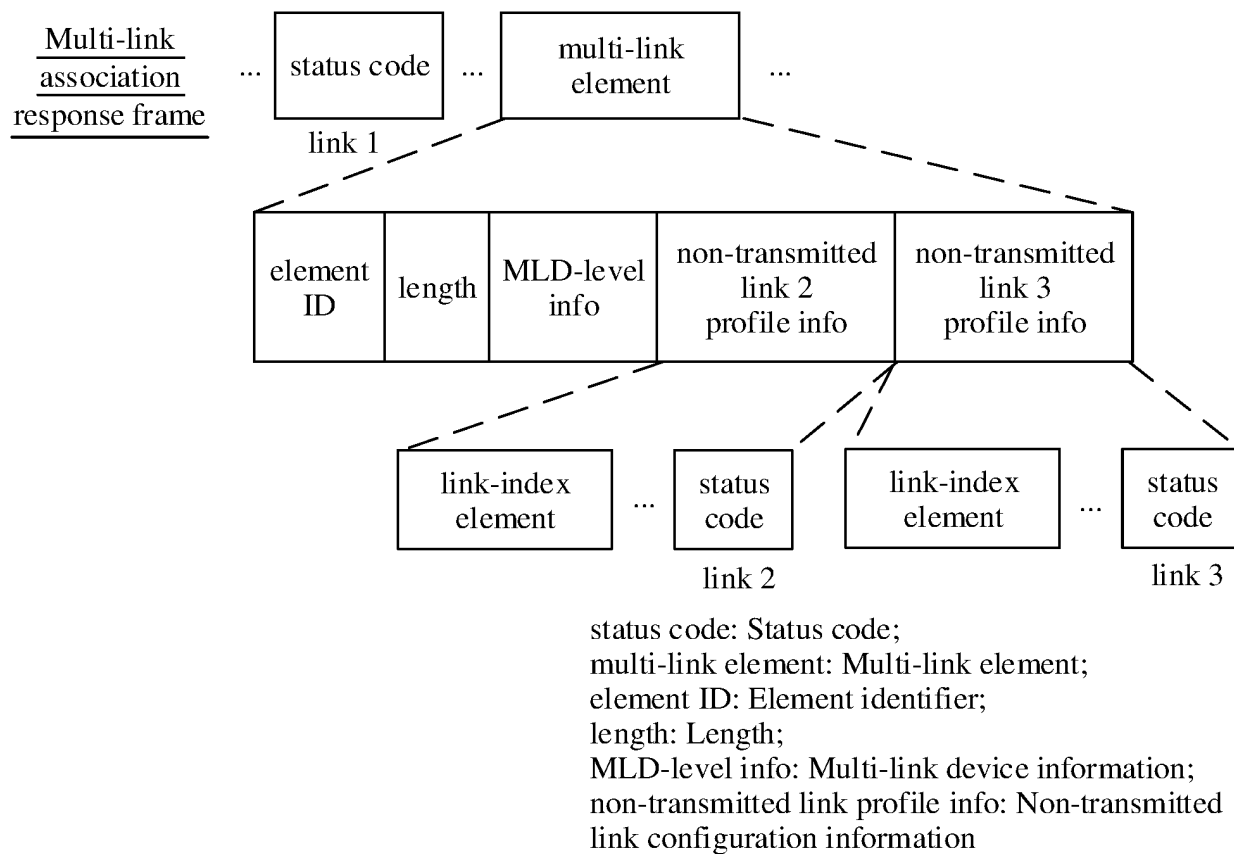 Multi-link
association
response frame
... status code ... multi-link
element ...
link 1
element
ID
length
MLD-level
info
non-transmitted
link 2
profile info
non-transmitted
link 3
profile info
link-index
element
...
status
code
link-index
element
...
status
code
link 2
link 3
status code: Status code;
multi-link element: Multi-link element;
element ID: Element identifier;
length: Length;
MLD-level info: Multi-link device information;
non-transmitted link profile info: Non-transmitted
link configuration information